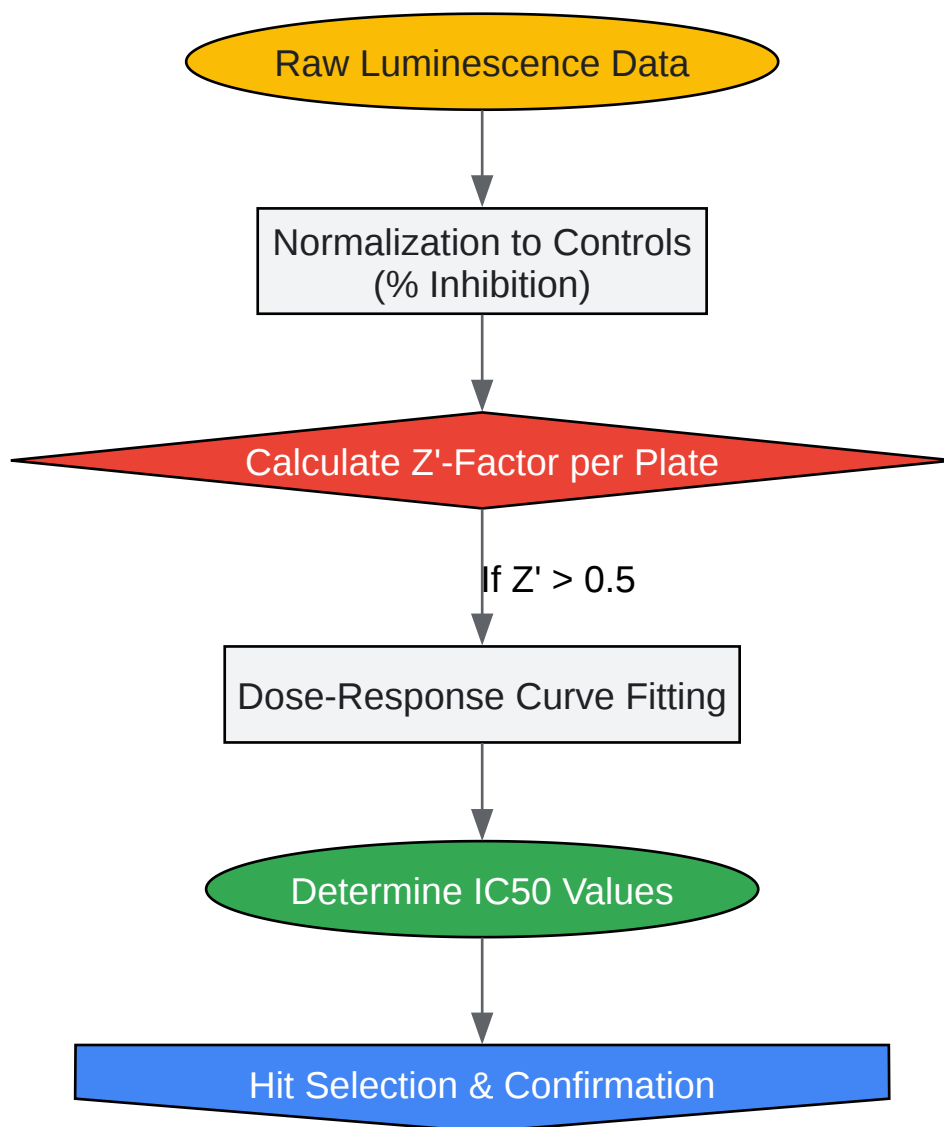 Raw Luminescence Data
Normalization to Controls
(% Inhibition)
Calculate Z'-Factor per Plate
If Z' > 0.5
Dose-Response Curve Fitting
Determine IC50 Values
Hit Selection & Confirmation